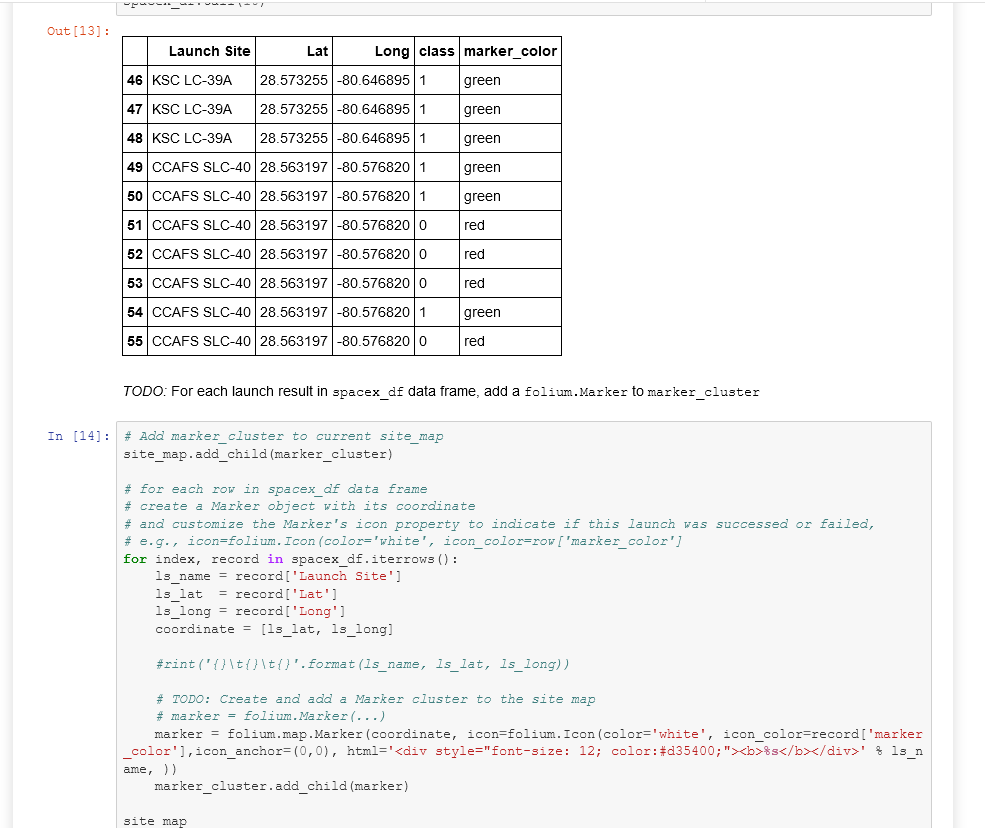 spacex_df.tail(10)
Out[13]:
Launch Site Lat Long class marker_color
46 KSC LC-39A 28.573255 -80.646895 1 green
47 KSC LC-39A 28.573255 -80.646895 1 green
48 KSC LC-39A 28.573255 -80.646895 1 green
49 CCAFS SLC-40 28.563197 -80.576820 1 green
50 CCAFS SLC-40 28.563197 -80.576820 1 green
51 CCAFS SLC-40 28.563197 -80.576820 0 red
52 CCAFS SLC-40 28.563197 -80.576820 0 red
53 CCAFS SLC-40 28.563197 -80.576820 0 red
54 CCAFS SLC-40 28.563197 -80.576820 1 green
55 CCAFS SLC-40 28.563197 -80.576820 0 red
TODO: For each launch result in spacex_df data frame, add a folium.Marker to marker_cluster
In [14]: # Add marker_cluster to current site_map
site_map.add_child(marker_cluster)
# for each row in spacex_df data frame
# create a Marker object with its coordinate
# and customize the Marker's icon property to indicate if this launch was successed or failed,
# e.g., icon=folium.Icon(color='white', icon_color=row['marker_color']
for index, record in spacex_df.iterrows():
    ls_name = record['Launch Site']
    ls_lat  = record['Lat']
    ls_long = record['Long']
    coordinate = [ls_lat, ls_long]
    #rint('{}\t{}\t{}'.format(ls_name, ls_lat, ls_long))
    # TODO: Create and add a Marker cluster to the site map
    # marker = folium.Marker(...)
    marker = folium.map.Marker(coordinate, icon=folium.Icon(color='white', icon_color=record['marker
_color'],icon_anchor=(0,0), html='<div style="font-size: 12; color:#d35400;"><b>%s</b></div>' % ls_n
ame, ))
    marker_cluster.add_child(marker)
site_map